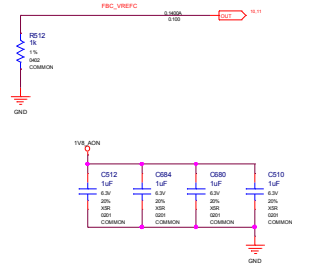 FBC_VREFC
0.1400A
0.100
OUT
10,11
R512
1k
1%
0402
COMMON
GND
1V8_AON
C512 C684 C680 C510
1uF 1uF 1uF 1uF
6.3V 6.3V 6.3V 6.3V
20% 20% 20% 20%
X5R X5R X5R X5R
0201 0201 0201 0201
COMMON COMMON COMMON COMMON
GND